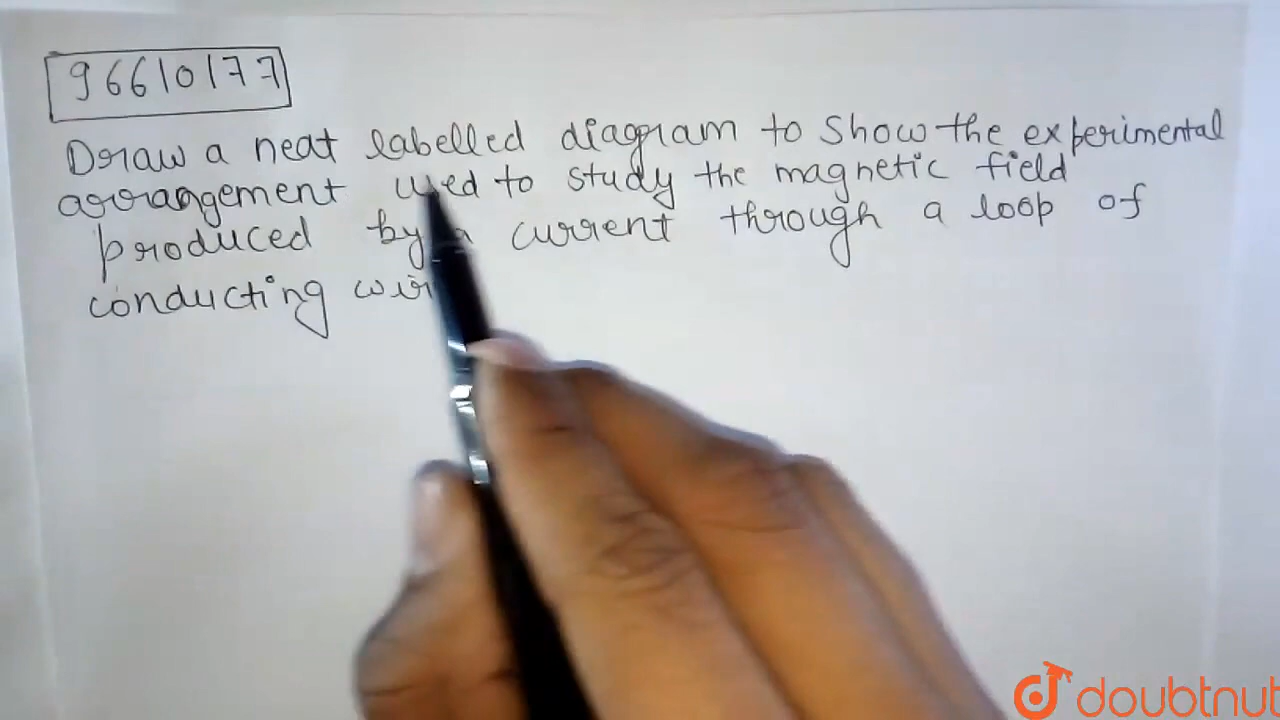 96610177
Draw a neat labelled diagram to show the experimental
arrangement used to study the magnetic field
produced by a current through a loop of
conducting
doubtnut